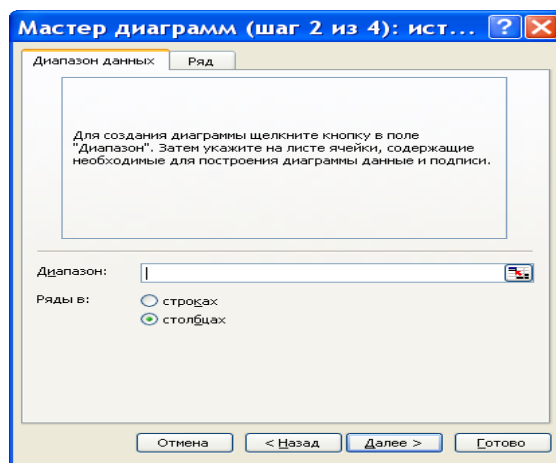 Мастер диаграмм (шаг 2 из 4): ист...
Диапазон данных
Ряд
Для создания диаграммы щелкните кнопку в поле
"Диапазон". Затем укажите на листе ячейки, содержащие
необходимые для построения диаграммы данные и подписи.
Диапазон:
Ряды в:
строках
столбцах
Отмена
< Назад
Далее >
Готово